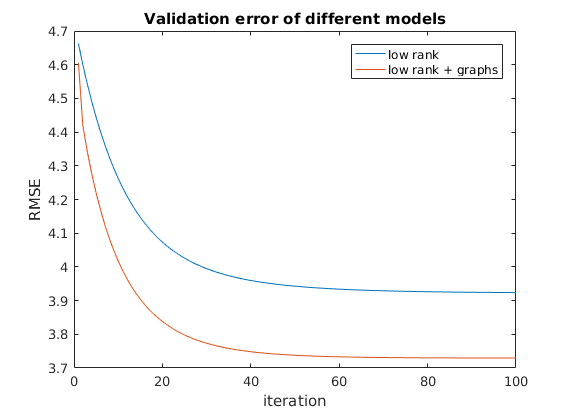 Validation error of different models
4.7
4.6
4.5
4.4
4.3
4.2
4.1
4
3.9
3.8
3.7
RMSE
low rank
low rank + graphs
0 20 40 60 80 100
iteration